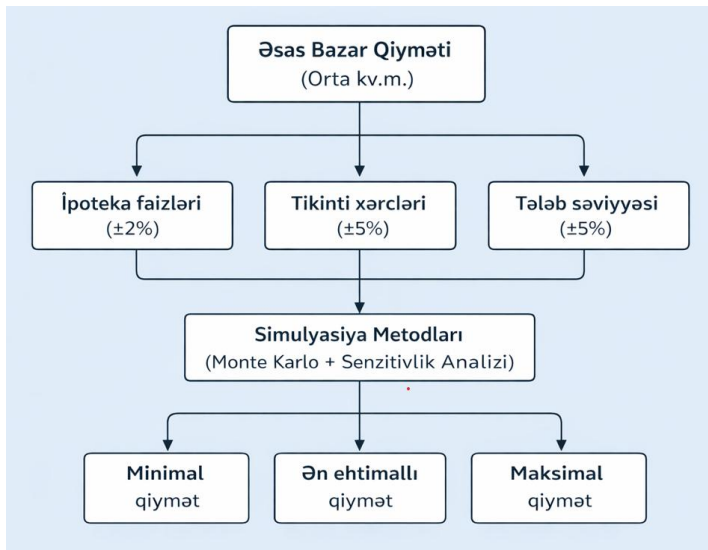 Əsas Bazar Qiyməti
(Orta kv.m.)
İpoteka faizləri
(±2%)
Tikinti xərcləri
(±5%)
Tələb səviyyəsi
(±5%)
Simulyasiya Metodları
(Monte Karlo + Senzitivlik Analizi)
Minimal
qiymət
Ən ehtimallı
qiymət
Maksimal
qiymət